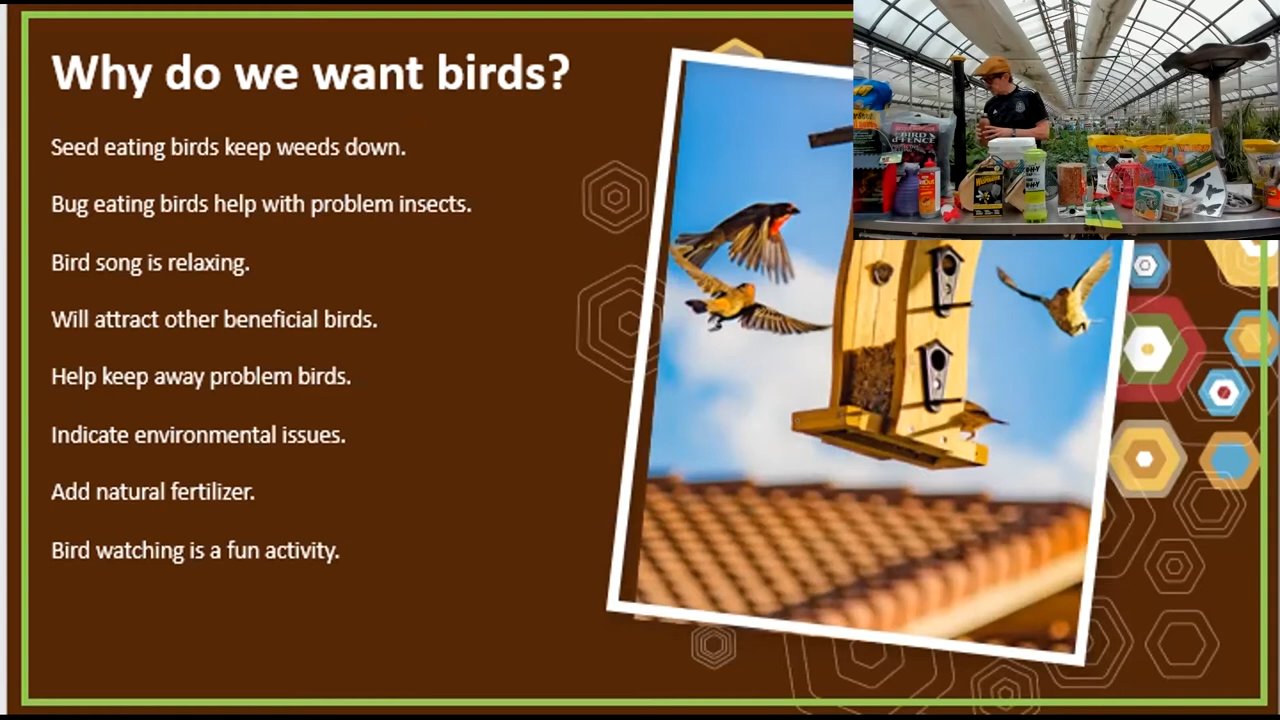 Why do we want birds?
Seed eating birds keep weeds down.
Bug eating birds help with problem insects.
Bird song is relaxing.
Will attract other beneficial birds.
Help keep away problem birds.
Indicate environmental issues.
Add natural fertilizer.
Bird watching is a fun activity.
BIRD
FENCE